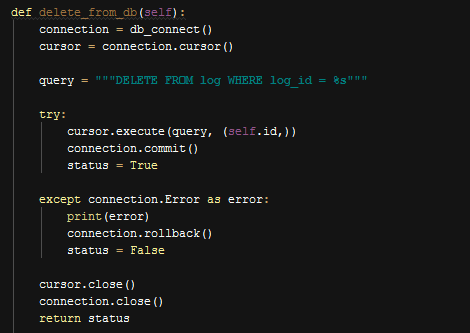 def delete_from_db(self):
    connection = db_connect()
    cursor = connection.cursor()
    query = """DELETE FROM log WHERE log_id = %s"""
    try:
        cursor.execute(query, (self.id,))
        connection.commit()
        status = True
    except connection.Error as error:
        print(error)
        connection.rollback()
        status = False
    cursor.close()
    connection.close()
    return status